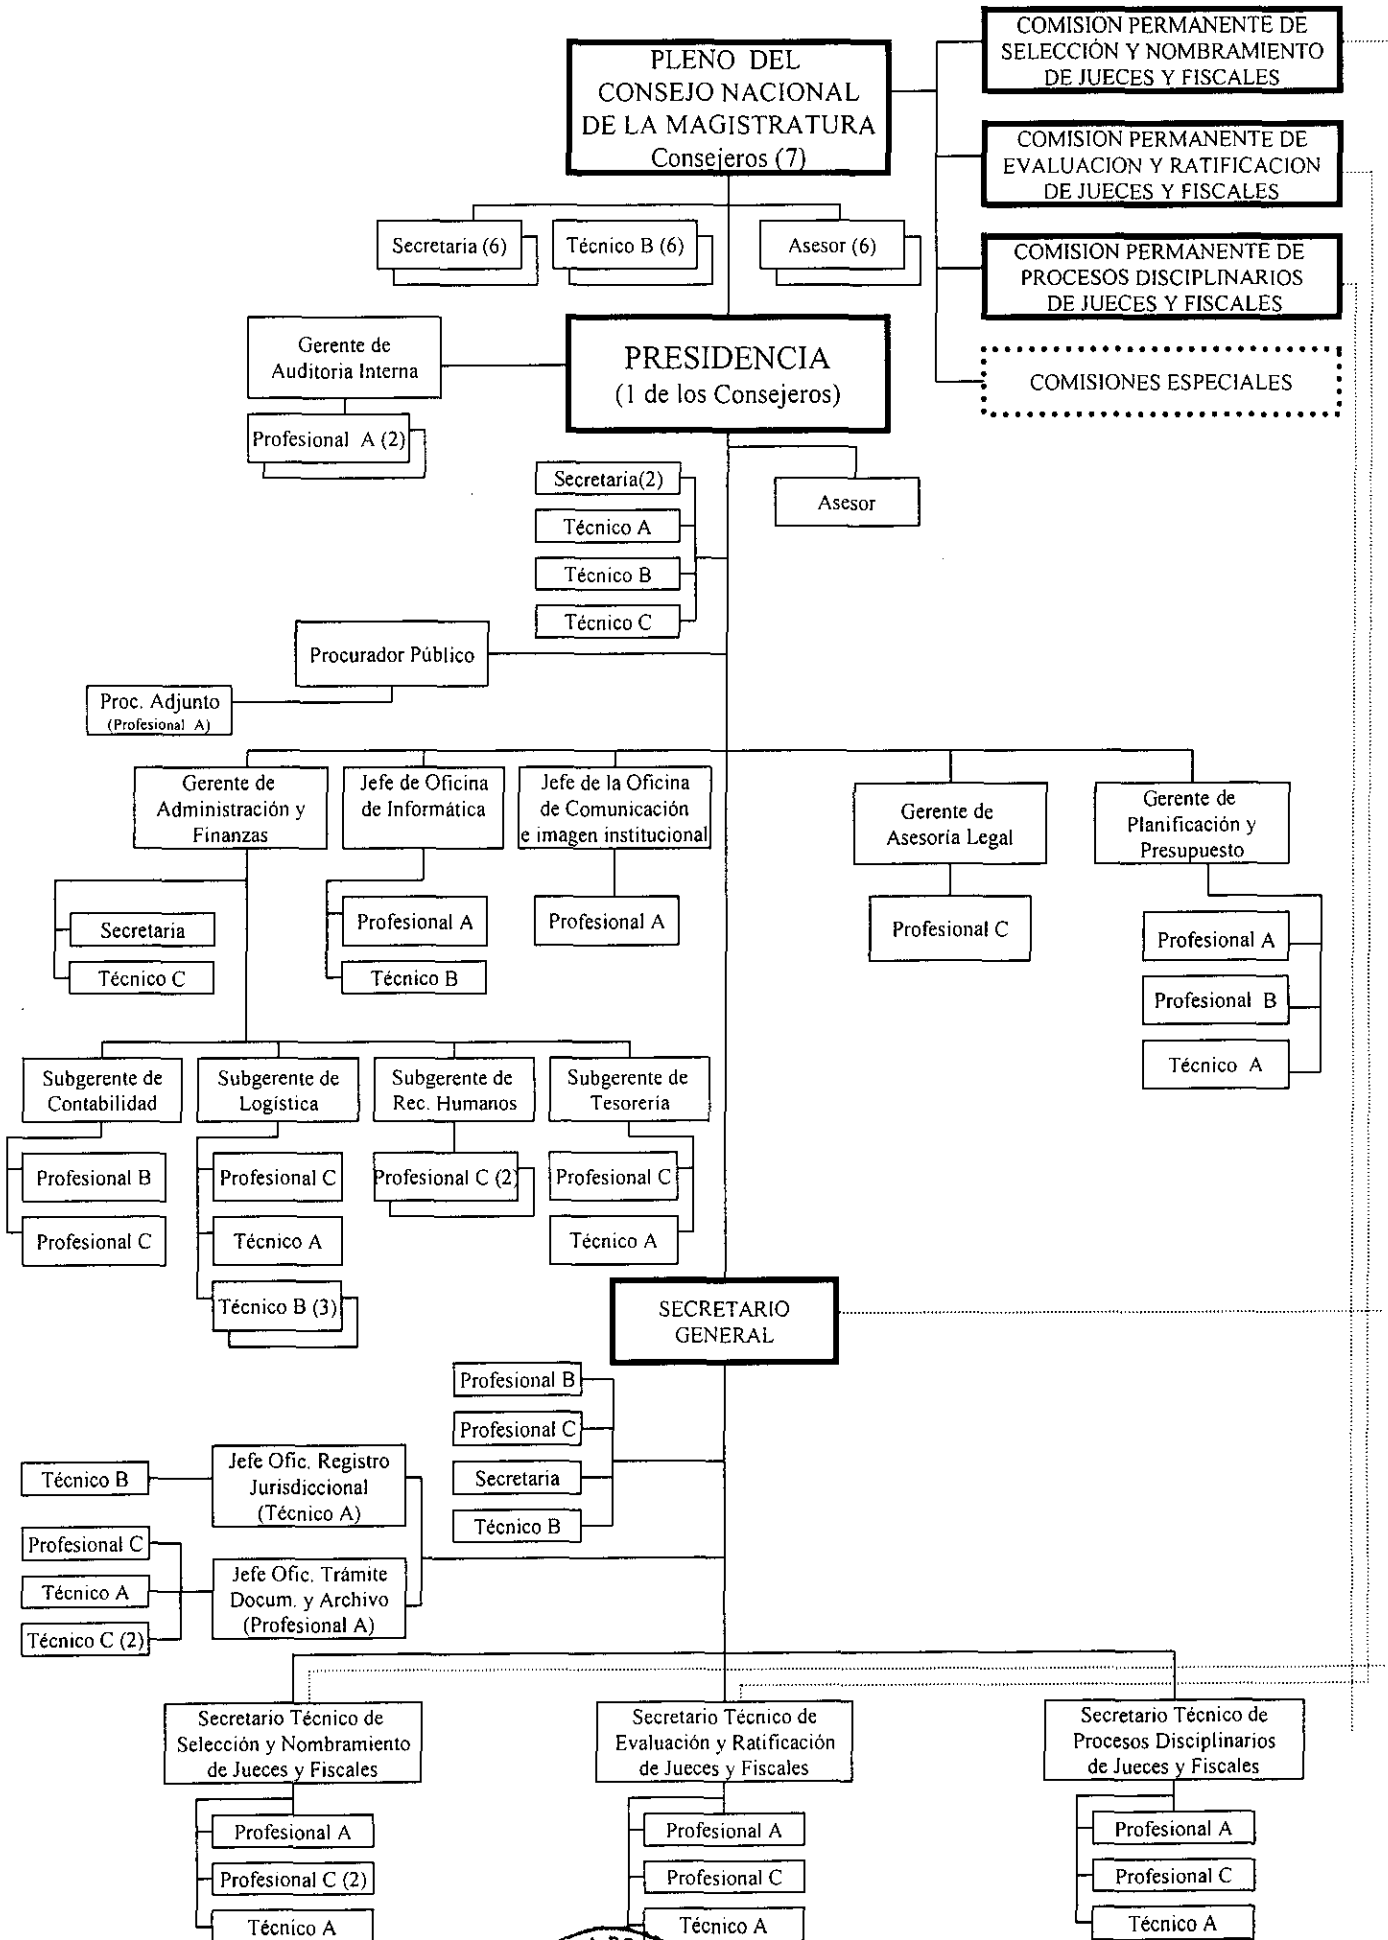 COMISION PERMANENTE DE
SELECCIÓN Y NOMBRAMIENTO
DE JUECES Y FISCALES
PLENO DEL
CONSEJO NACIONAL
DE LA MAGISTRATURA
Consejeros (7)
COMISION PERMANENTE DE
EVALUACION Y RATIFICACION
DE JUECES Y FISCALES
Secretaria (6)
Técnico B (6)
Asesor (6)
COMISION PERMANENTE DE
PROCESOS DISCIPLINARIOS
DE JUECES Y FISCALES
Gerente de
Auditoria Interna
PRESIDENCIA
(1 de los Consejeros)
COMISIONES ESPECIALES
Profesional A (2)
Secretaria(2)
Técnico A
Técnico B
Técnico C
Asesor
Procurador Público
Proc. Adjunto
(Profesional A)
Gerente de
Administración y
Finanzas
Jefe de Oficina
de Informática
Jefe de la Oficina
de Comunicación
e imagen institucional
Gerente de
Asesoría Legal
Gerente de
Planificación y
Presupuesto
Secretaria
Técnico C
Profesional A
Técnico B
Profesional A
Profesional C
Profesional A
Profesional B
Técnico A
Subgerente de
Contabilidad
Subgerente de
Logística
Subgerente de
Rec. Humanos
Subgerente de
Tesorería
Profesional B
Profesional C
Profesional C
Técnico A
Técnico B (3)
Profesional C (2)
Profesional C
Técnico A
SECRETARIO
GENERAL
Profesional B
Profesional C
Secretaria
Técnico B
Técnico B
Jefe Ofic. Registro
Jurisdiccional
(Técnico A)
Profesional C
Técnico A
Técnico C (2)
Jefe Ofic. Trámite
Docum. y Archivo
(Profesional A)
Secretario Técnico de
Selección y Nombramiento
de Jueces y Fiscales
Secretario Técnico de
Evaluación y Ratificación
de Jueces y Fiscales
Secretario Técnico de
Procesos Disciplinarios
de Jueces y Fiscales
Profesional A
Profesional C (2)
Técnico A
Profesional A
Profesional C
Técnico A
Profesional A
Profesional C
Técnico A